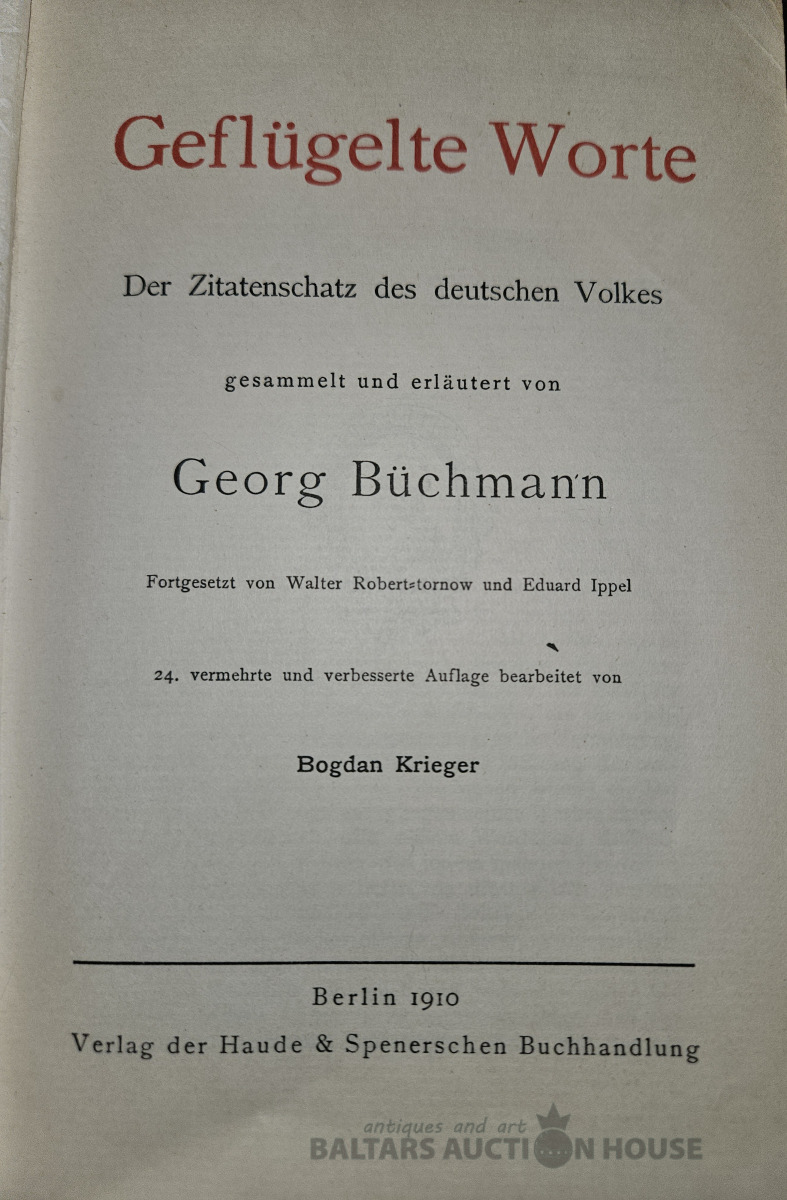 Geflügelte Worte
Der Zitatenschatz des deutschen Volkes
gesammelt und erläutert von
Georg Büchmann
Fortgesetzt von Walter Robert=tornow und Eduard Ippel
24. vermehrte und verbesserte Auflage bearbeitet von
Bogdan Krieger
Berlin 1910
Verlag der Haude & Spenerschen Buchhandlung
antiques and art
BALTARS AUCTION HOUSE